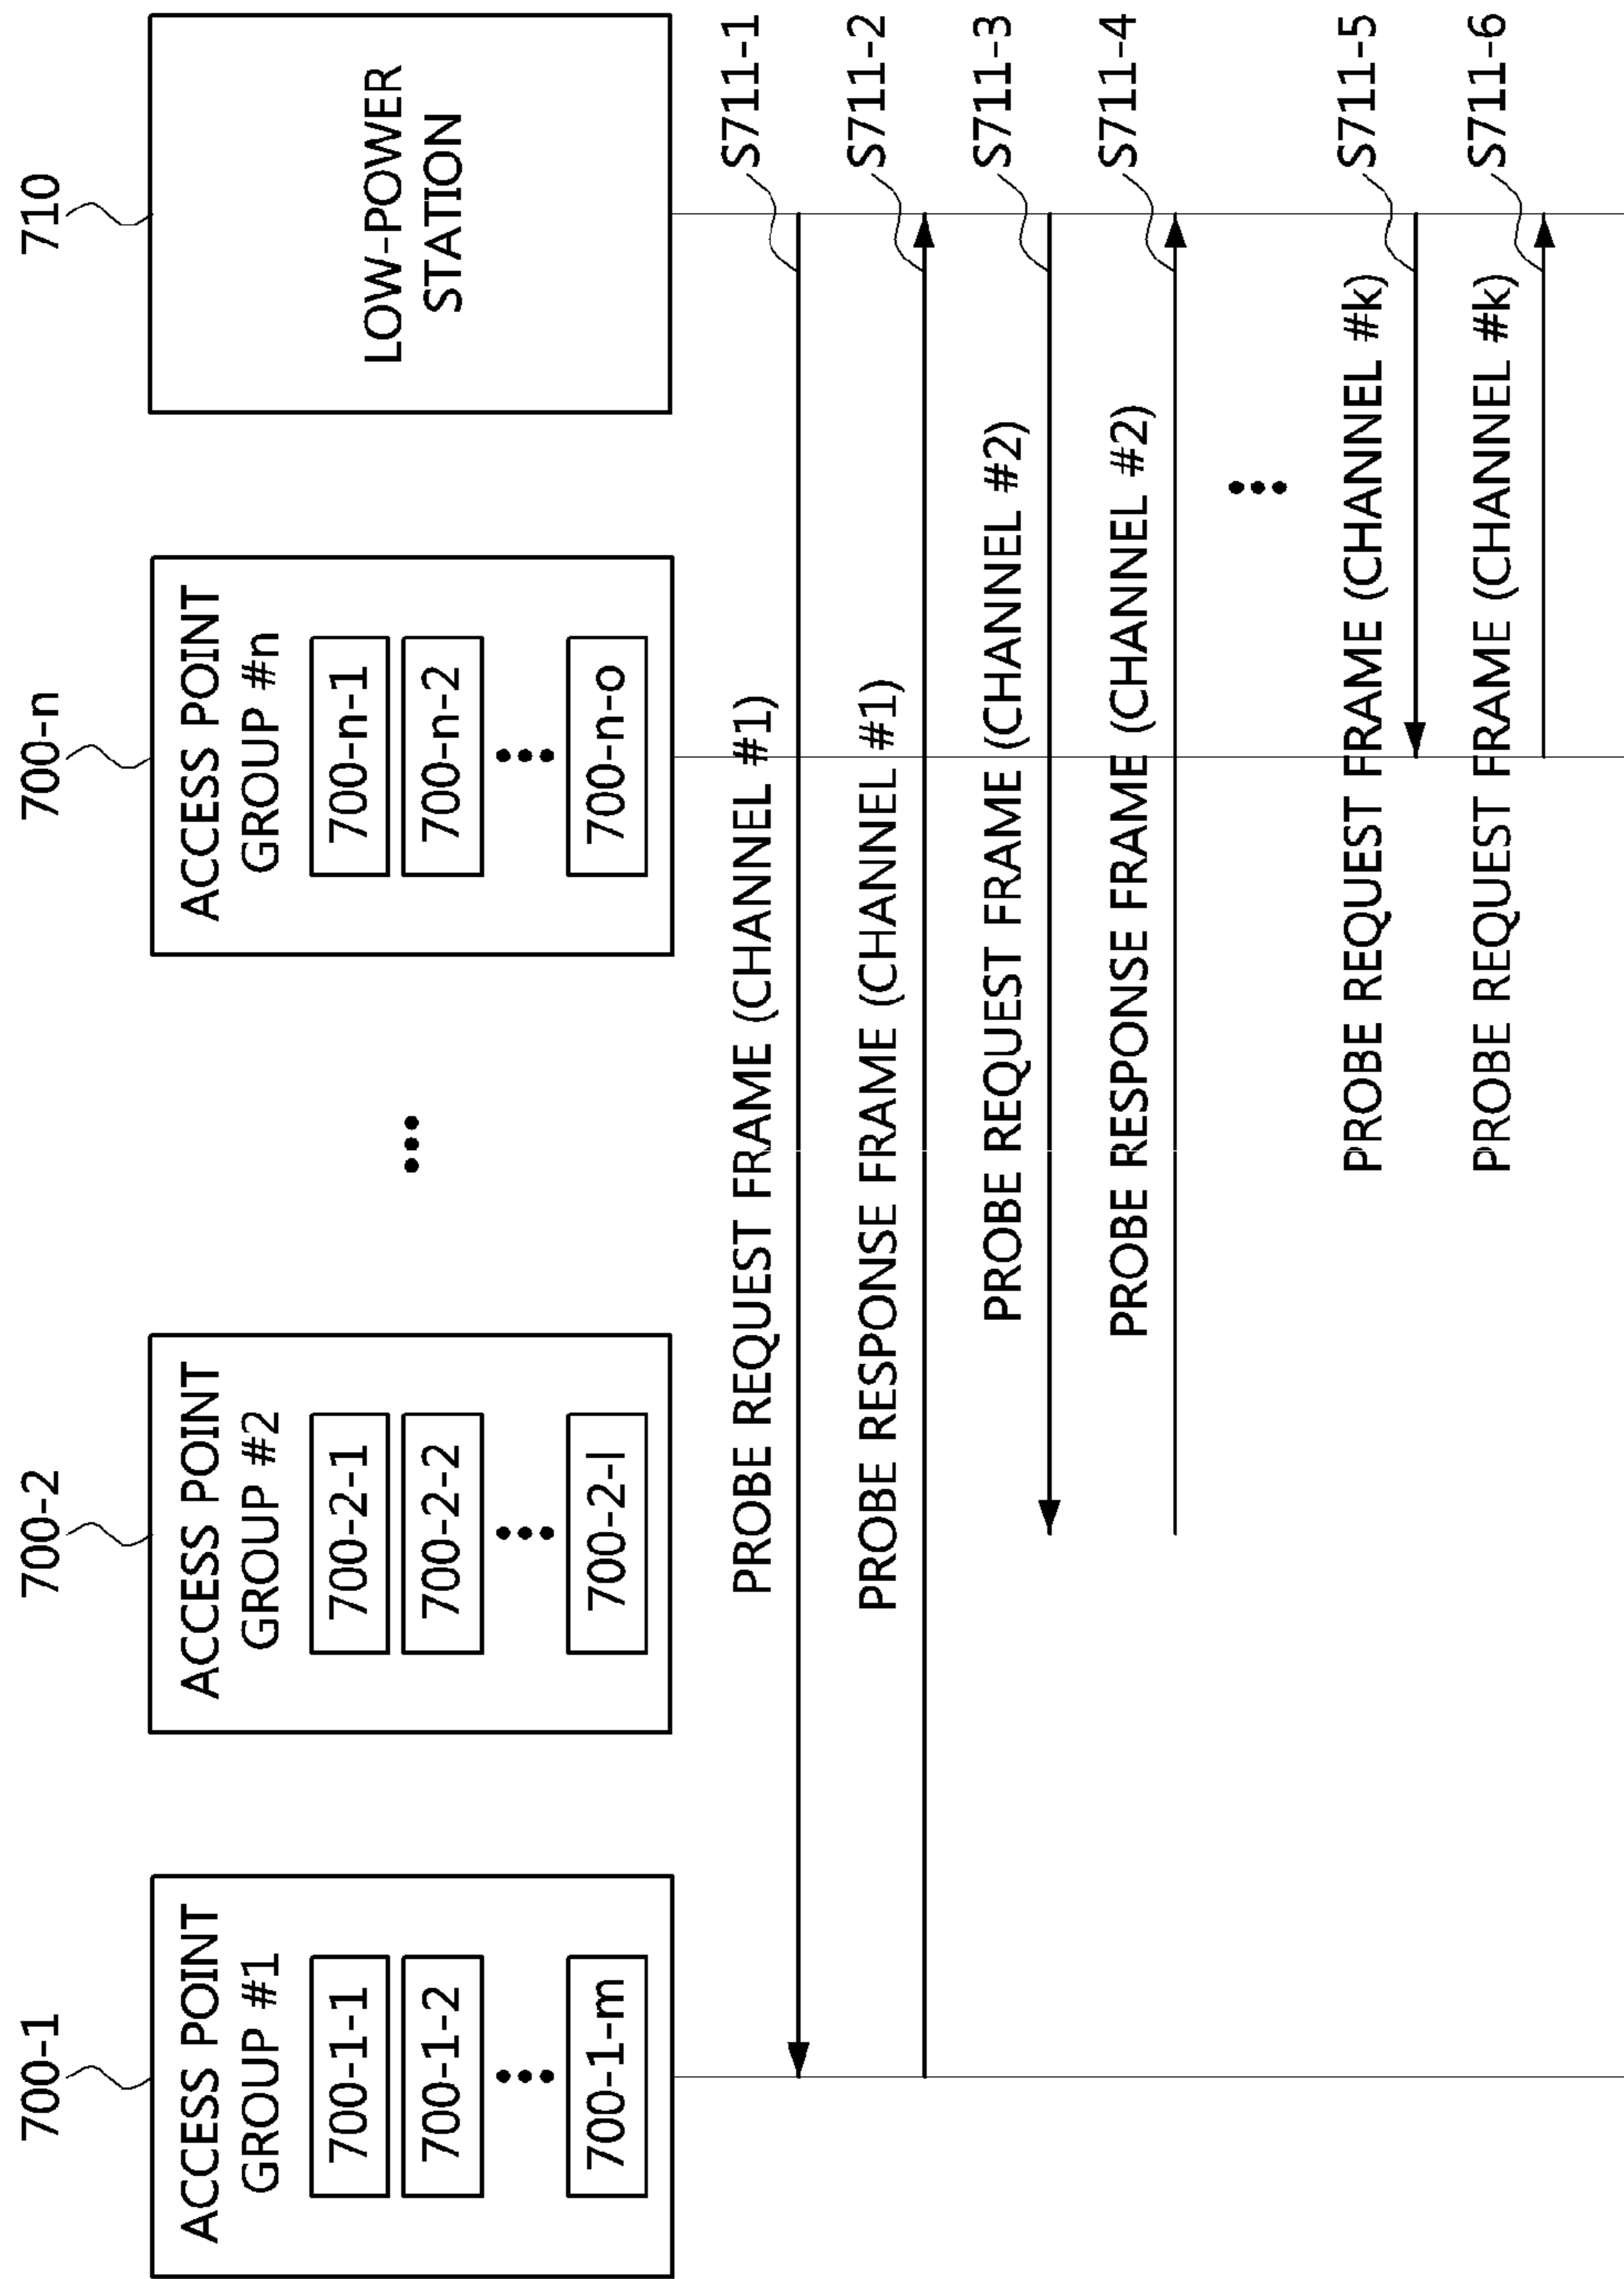 700-1
700-2
700-n
710
ACCESS POINT
GROUP #1
700-1-1
700-1-2
700-1-m
ACCESS POINT
GROUP #2
700-2-1
700-2-2
700-2-l
ACCESS POINT
GROUP #n
700-n-1
700-n-2
700-n-o
LOW-POWER
STATION
PROBE REQUEST FRAME (CHANNEL #1)
S711-1
PROBE RESPONSE FRAME (CHANNEL #1)
S711-2
PROBE REQUEST FRAME (CHANNEL #2)
S711-3
PROBE RESPONSE FRAME (CHANNEL #2)
S711-4
PROBE REQUEST FRAME (CHANNEL #k)
S711-5
PROBE REQUEST FRAME (CHANNEL #k)
S711-6